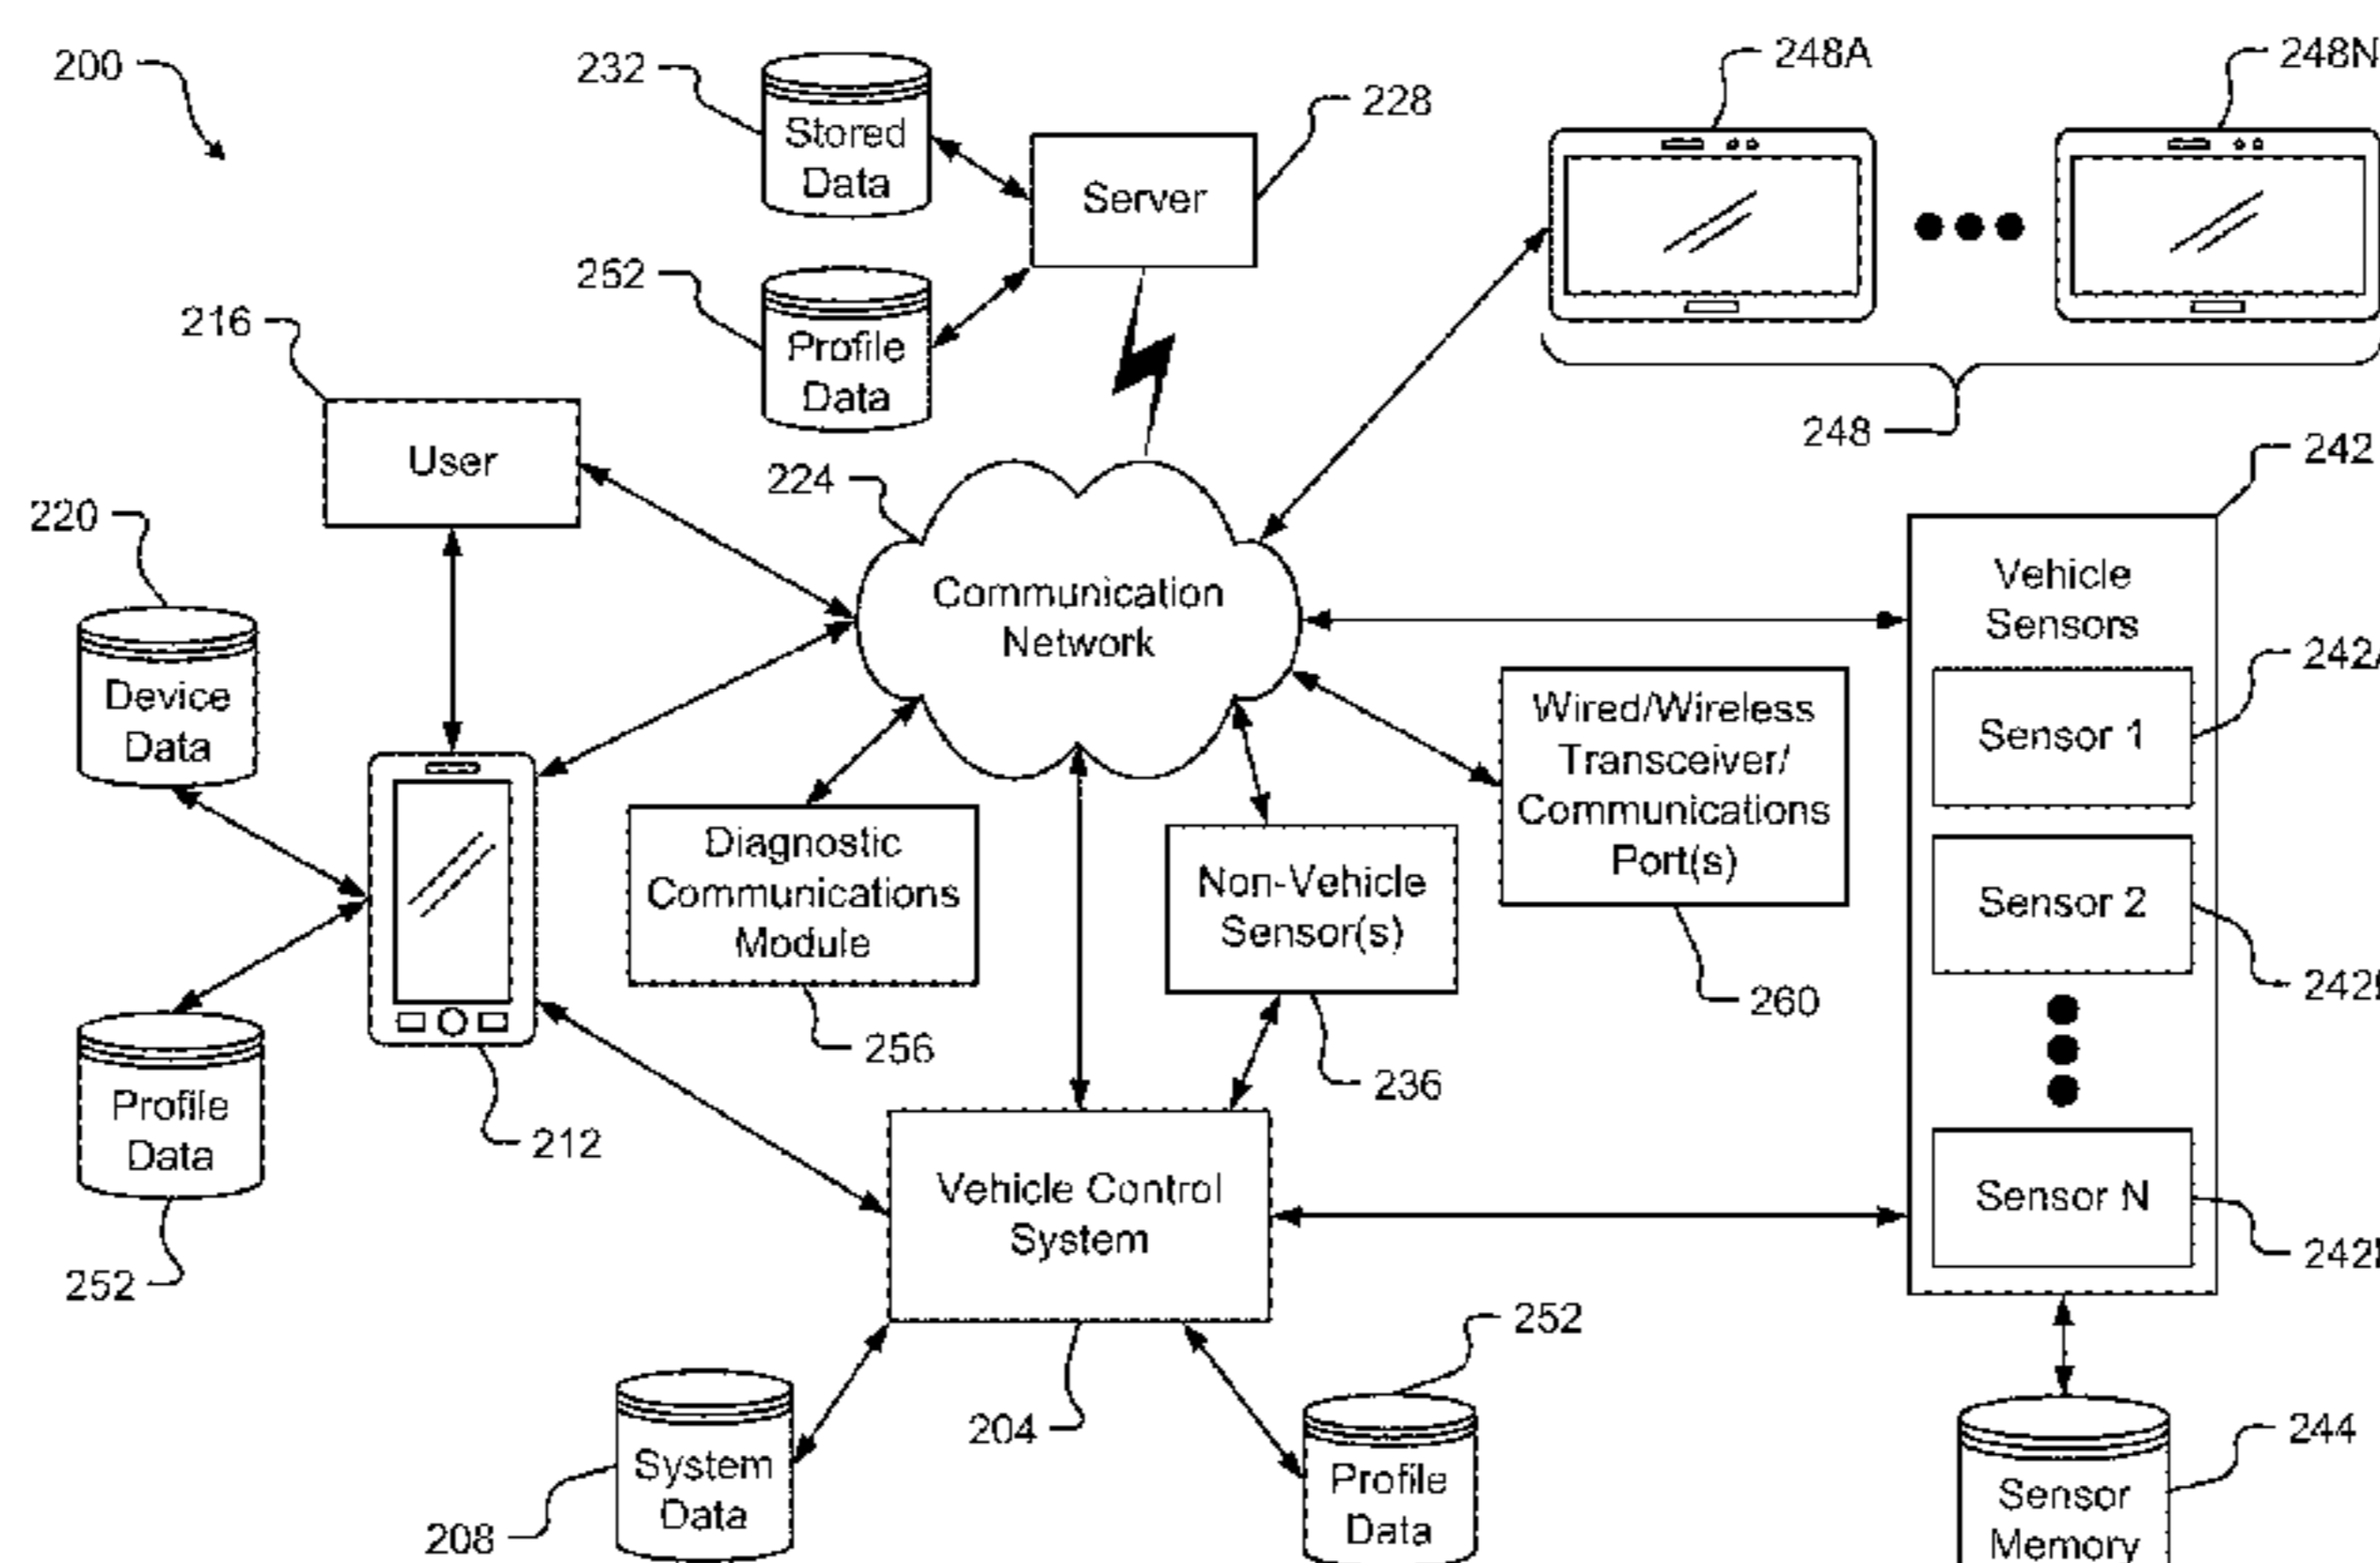 200
232
Stored
Data
Server
228
248A
248N
252
Profile
Data
216
User
248
242
224
Communication
Network
220
Device
Data
Vehicle
Sensors
Sensor 1
Sensor 2
Sensor N
Wired/Wireless
Transceiver/
Communications
Port(s)
260
Diagnostic
Communications
Module
256
Non-Vehicle
Sensor(s)
236
Profile
Data
252
212
Vehicle Control
System
204
System
Data
208
252
Profile
Data
244
Sensor
Memory